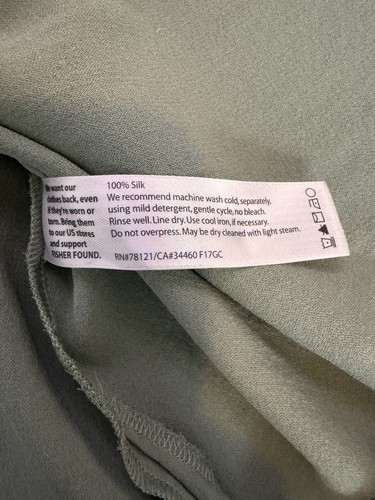 We want our
clothes back, even
if they're worn or
torn. Bring them
to our US stores
and support
FISHER FOUND.
100% Silk
We recommend machine wash cold, separately,
using mild detergent, gentle cycle, no bleach.
Rinse well. Line dry. Use cool iron, if necessary.
Do not overpress. May be dry cleaned with light steam.
RN#78121/CA#34460 F17GC